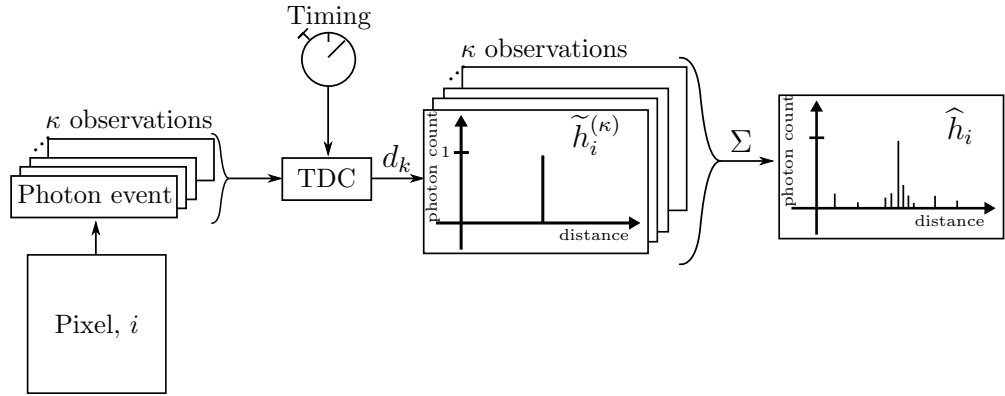 Timing
κ observations
Photon event
Pixel, i
TDC
d_k
κ observations
photon count
1
h̃_i^(κ)
distance
Σ
photon count
ĥ_i
distance